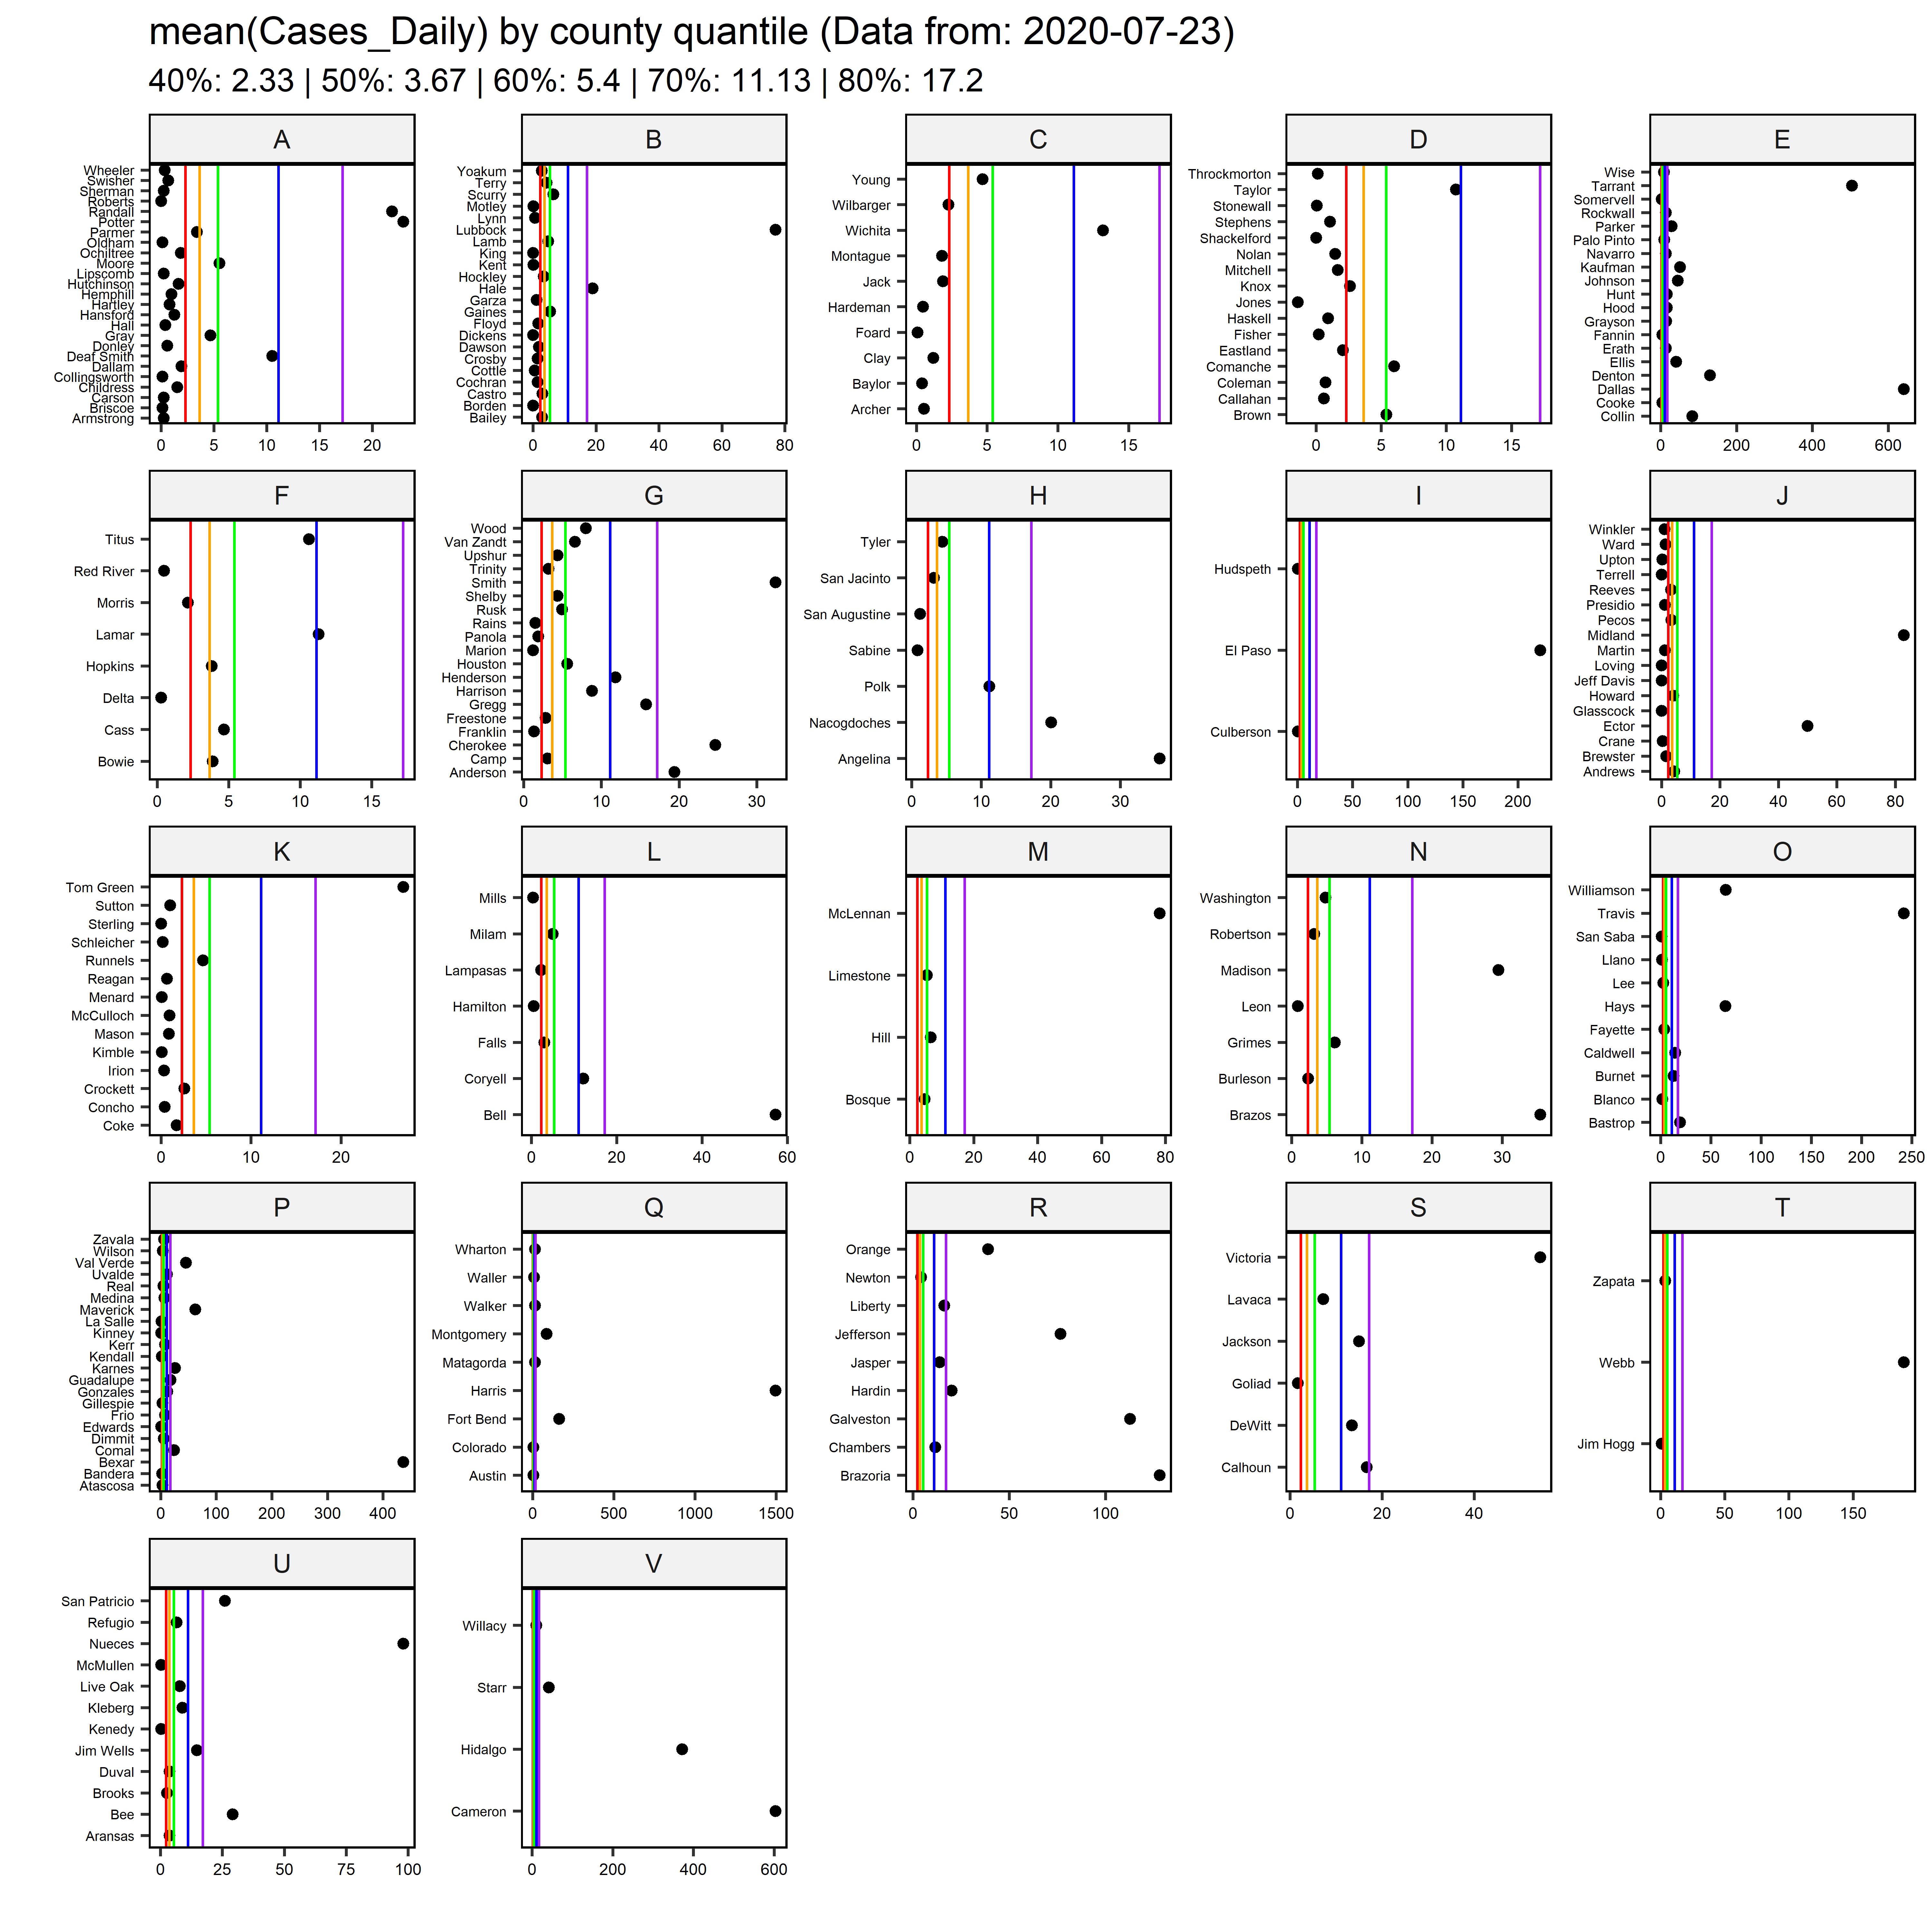 mean(Cases_Daily) by county quantile (Data from: 2020-07-23)
40%: 2.33 | 50%: 3.67 | 60%: 5.4 | 70%: 11.13 | 80%: 17.2
A
Wheeler
Swisher
Sherman
Roberts
Randall
Potter
Parmer
Oldham
Ochiltree
Moore
Lipscomb
Hutchinson
Hemphill
Hartley
Hansford
Hall
Gray
Donley
Deaf Smith
Dallam
Collingsworth
Childress
Carson
Briscoe
Armstrong
0 5 10 15 20
B
Yoakum
Terry
Scurry
Motley
Lynn
Lubbock
Lamb
King
Kent
Hockley
Hale
Garza
Gaines
Floyd
Dickens
Dawson
Crosby
Cottle
Cochran
Castro
Borden
Bailey
0 20 40 60 80
C
Young
Wilbarger
Wichita
Montague
Jack
Hardeman
Foard
Clay
Baylor
Archer
0 5 10 15
D
Throckmorton
Taylor
Stonewall
Stephens
Shackelford
Nolan
Mitchell
Knox
Jones
Haskell
Fisher
Eastland
Comanche
Coleman
Callahan
Brown
0 5 10 15
E
Wise
Tarrant
Somervell
Rockwall
Parker
Palo Pinto
Navarro
Kaufman
Johnson
Hunt
Hood
Grayson
Fannin
Erath
Ellis
Denton
Dallas
Cooke
Collin
0 200 400 600
F
Titus
Red River
Morris
Lamar
Hopkins
Delta
Cass
Bowie
0 5 10 15
G
Wood
Van Zandt
Upshur
Trinity
Smith
Shelby
Rusk
Rains
Panola
Marion
Houston
Henderson
Harrison
Gregg
Freestone
Franklin
Cherokee
Camp
Anderson
0 10 20 30
H
Tyler
San Jacinto
San Augustine
Sabine
Polk
Nacogdoches
Angelina
0 10 20 30
I
Hudspeth
El Paso
Culberson
0 50 100 150 200
J
Winkler
Ward
Upton
Terrell
Reeves
Presidio
Pecos
Midland
Martin
Loving
Jeff Davis
Howard
Glasscock
Ector
Crane
Brewster
Andrews
0 20 40 60 80
K
Tom Green
Sutton
Sterling
Schleicher
Runnels
Reagan
Menard
McCulloch
Mason
Kimble
Irion
Crockett
Concho
Coke
0 10 20
L
Mills
Milam
Lampasas
Hamilton
Falls
Coryell
Bell
0 20 40 60
M
McLennan
Limestone
Hill
Bosque
0 20 40 60 80
N
Washington
Robertson
Madison
Leon
Grimes
Burleson
Brazos
0 10 20 30
O
Williamson
Travis
San Saba
Llano
Lee
Hays
Fayette
Caldwell
Burnet
Blanco
Bastrop
0 50 100 150 200 250
P
Zavala
Wilson
Val Verde
Uvalde
Real
Medina
Maverick
La Salle
Kinney
Kerr
Kendall
Karnes
Guadalupe
Gonzales
Gillespie
Frio
Edwards
Dimmit
Comal
Bexar
Bandera
Atascosa
0 100 200 300 400
Q
Wharton
Waller
Walker
Montgomery
Matagorda
Harris
Fort Bend
Colorado
Austin
0 500 1000 1500
R
Orange
Newton
Liberty
Jefferson
Jasper
Hardin
Galveston
Chambers
Brazoria
0 50 100
S
Victoria
Lavaca
Jackson
Goliad
DeWitt
Calhoun
0 20 40
T
Zapata
Webb
Jim Hogg
0 50 100 150
U
San Patricio
Refugio
Nueces
McMullen
Live Oak
Kleberg
Kenedy
Jim Wells
Duval
Brooks
Bee
Aransas
0 25 50 75 100
V
Willacy
Starr
Hidalgo
Cameron
0 200 400 600